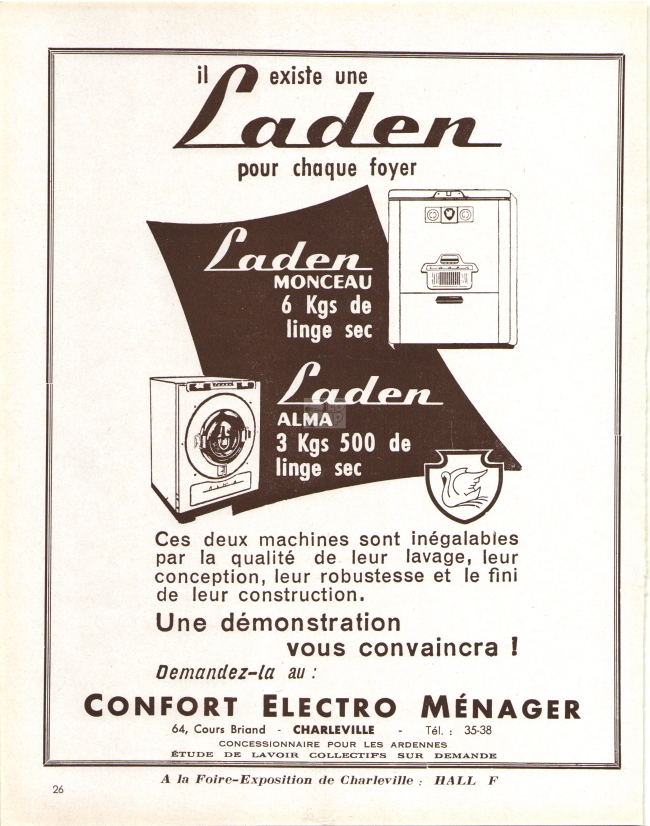 il existe une
Laden
pour chaque foyer
Laden
MONCEAU
6 Kgs de
linge sec
Laden
ALMA
3 Kgs 500 de
linge sec
Ces deux machines sont inégalables
par la qualité de leur lavage, leur
conception, leur robustesse et le fini
de leur construction.
Une démonstration
vous convaincra !
Demandez-la au :
CONFORT ELECTRO MÉNAGER
64, Cours Briand - CHARLEVILLE - Tél. : 35-38
CONCESSIONNAIRE POUR LES ARDENNES
ÉTUDE DE LAVOIR COLLECTIFS SUR DEMANDE
A la Foire-Exposition de Charleville : HALL F
26